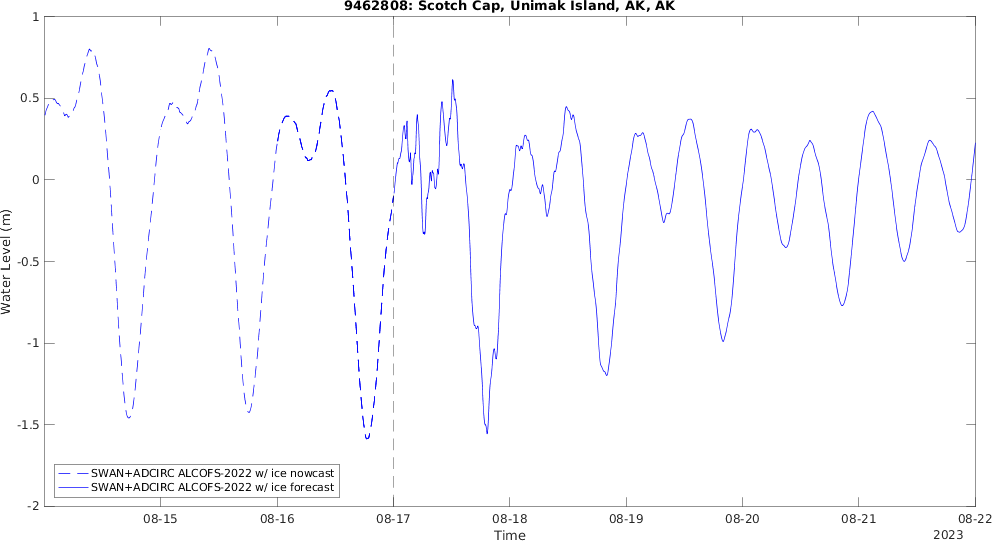 9462808: Scotch Cap, Unimak Island, AK, AK
1
0.5
0
-0.5
-1
-1.5
-2
Water Level (m)
SWAN+ADCIRC ALCOFS-2022 w/ ice nowcast
SWAN+ADCIRC ALCOFS-2022 w/ ice forecast
08-15 08-16 08-17 08-18 08-19 08-20 08-21 08-22
Time
2023